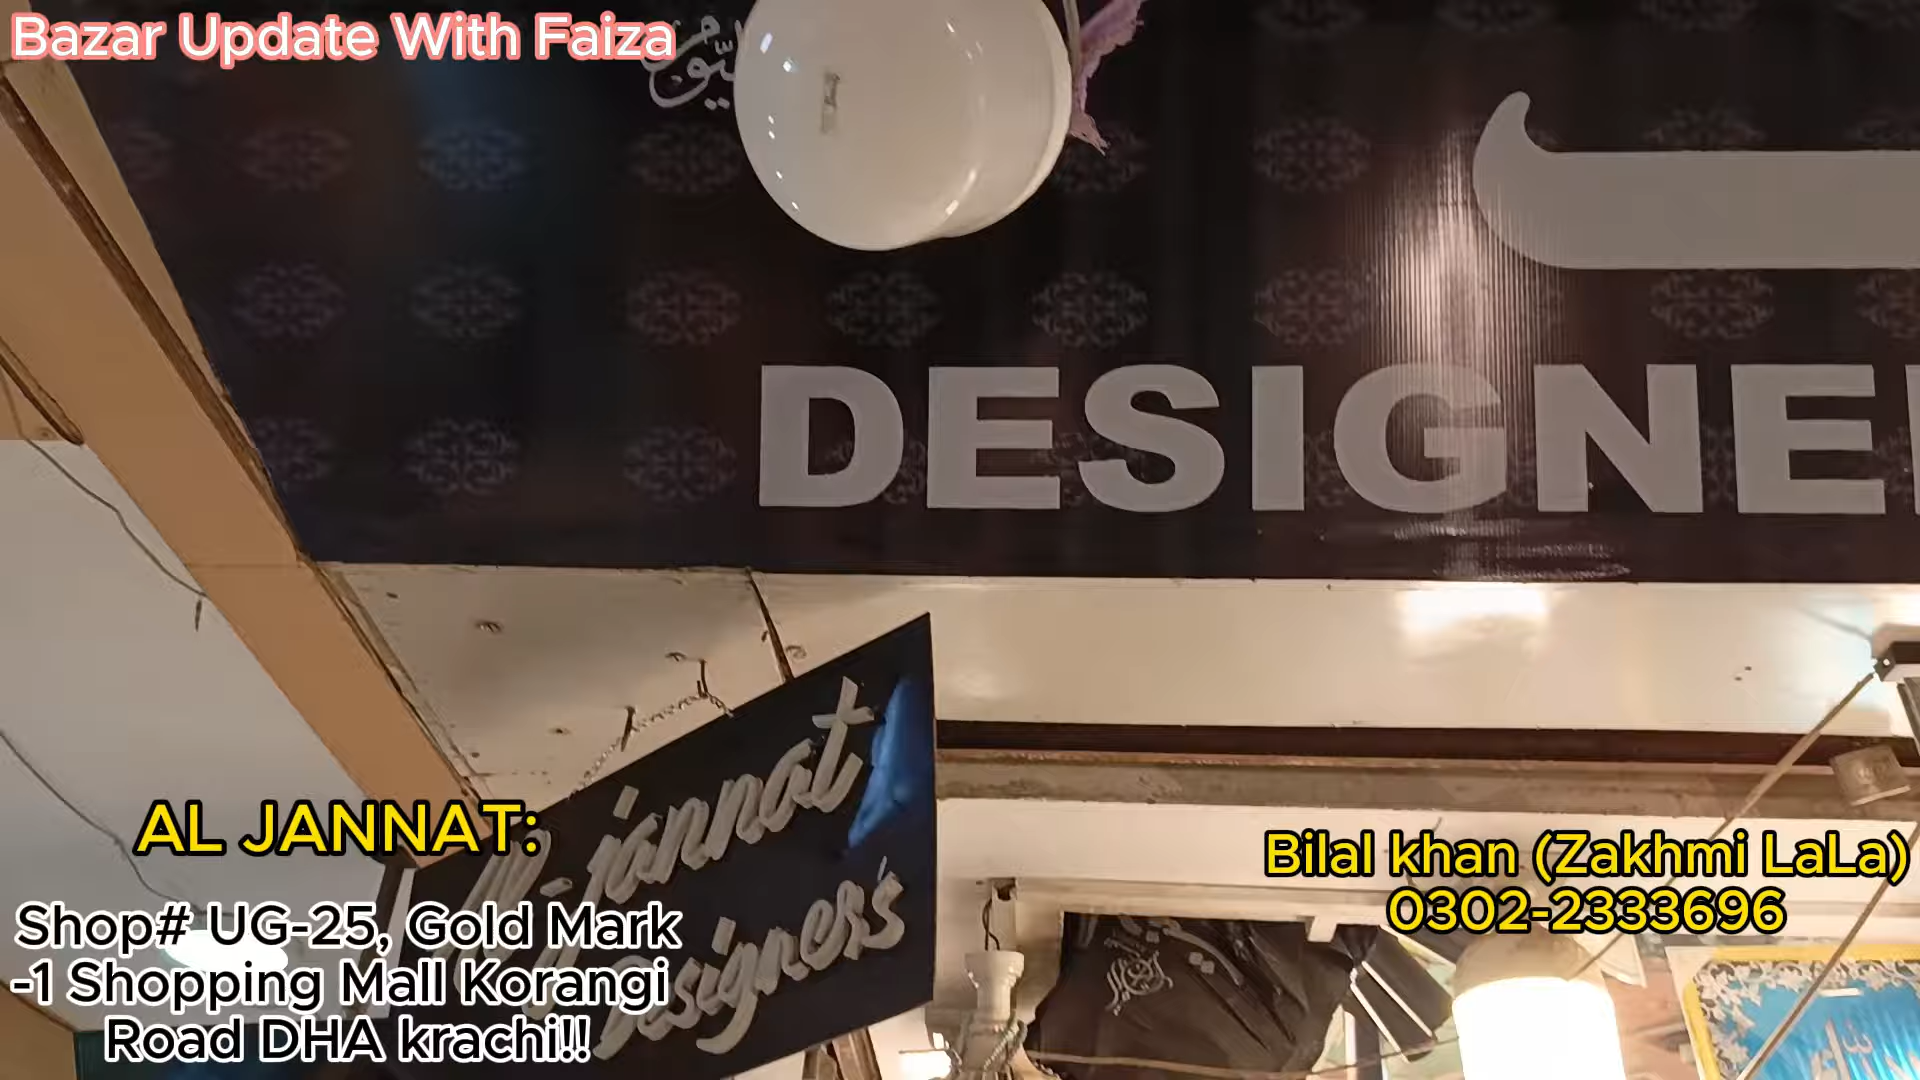 Bazar Update With Faiza
DESIGNE
Al-jannat
Designer's
AL JANNAT:
Shop# UG-25, Gold Mark
-1 Shopping Mall Korangi
Road DHA krachi!!
Bilal khan (Zakhmi LaLa)
0302-2333696